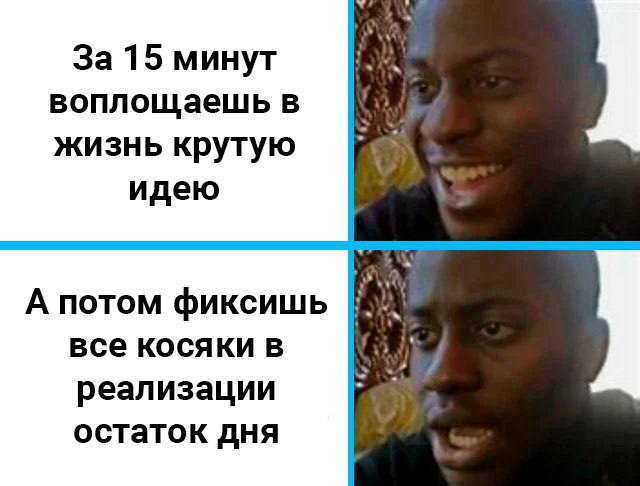 За 15 минут
воплощаешь в
жизнь крутую
идею
А потом фиксишь
все косяки в
реализации
остаток дня